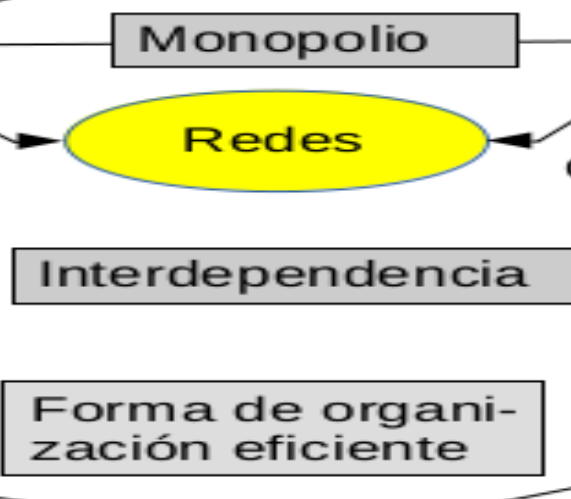 Monopolio
Redes
Interdependencia
Forma de organi-
zación eficiente